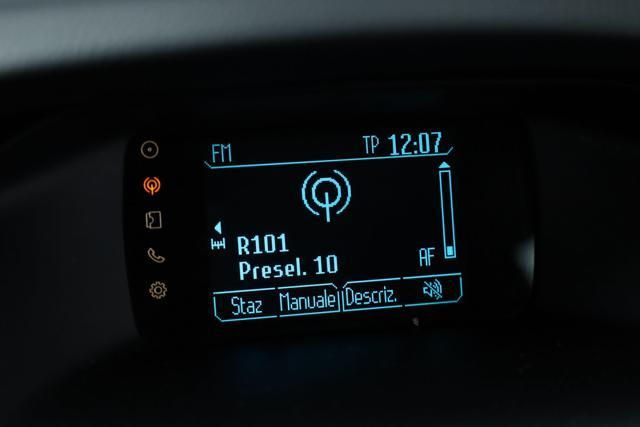 FM TP 12:07
R101
Presel. 10 AF
Staz Manuale Descriz.